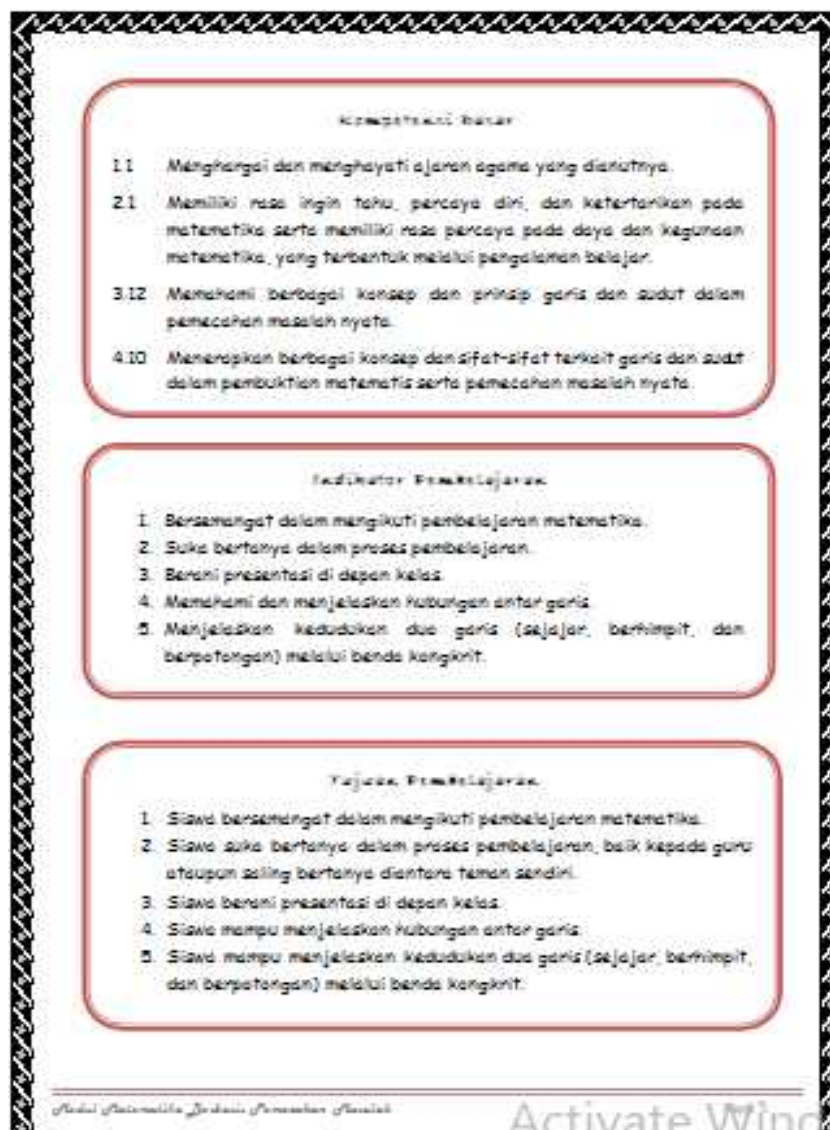 Kompetensi Dasar
1.1 Menghargai dan menghayati ajaran agama yang dianutnya.
2.1 Memiliki rasa ingin tahu, percaya diri, dan ketertarikan pada
matematika serta memiliki rasa percaya pada daya dan kegunaan
matematika, yang terbentuk melalui pengalaman belajar.
3.12 Memahami berbagai konsep dan prinsip garis dan sudut dalam
pemecahan masalah nyata.
4.10 Menerapkan berbagai konsep dan sifat-sifat terkait garis dan sudut
dalam pembuktian matematis serta pemecahan masalah nyata.
Indikator Pembelajaran
1. Bersemangat dalam mengikuti pembelajaran matematika.
2. Suka bertanya dalam proses pembelajaran.
3. Berani presentasi di depan kelas.
4. Memahami dan menjelaskan hubungan antar garis.
5. Menjelaskan kedudukan dua garis (sejajar, berhimpit, dan
berpotongan) melalui benda kongkrit.
Tujuan Pembelajaran
1. Siswa bersemangat dalam mengikuti pembelajaran matematika.
2. Siswa suka bertanya dalam proses pembelajaran, baik kepada guru
ataupun saling bertanya diantara teman sendiri.
3. Siswa berani presentasi di depan kelas.
4. Siswa mampu menjelaskan hubungan antar garis.
5. Siswa mampu menjelaskan kedudukan dua garis (sejajar, berhimpit,
dan berpotongan) melalui benda kongkrit.
Modul Matematika Berbasis Pemecahan Masalah
Activate Wind